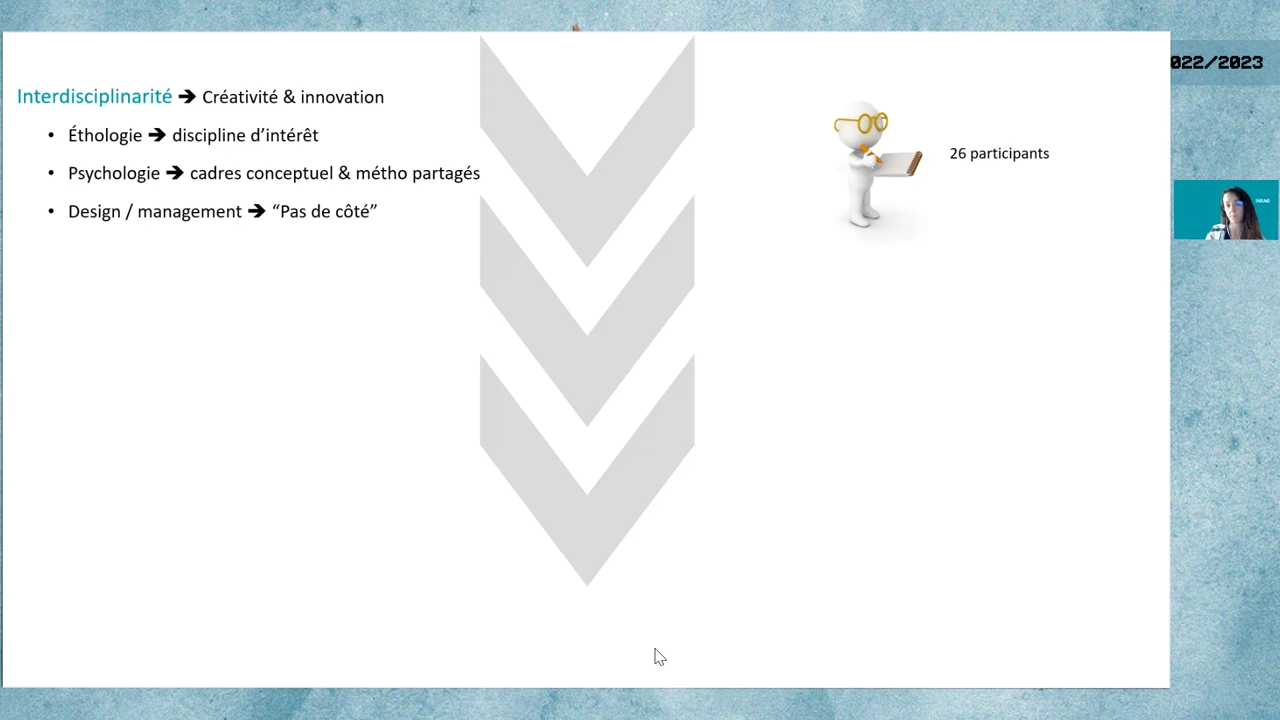 022/2023
Interdisciplinarité ➔ Créativité & innovation
• Éthologie ➔ discipline d’intérêt
• Psychologie ➔ cadres conceptuel & métho partagés
• Design / management ➔ “Pas de côté”
26 participants